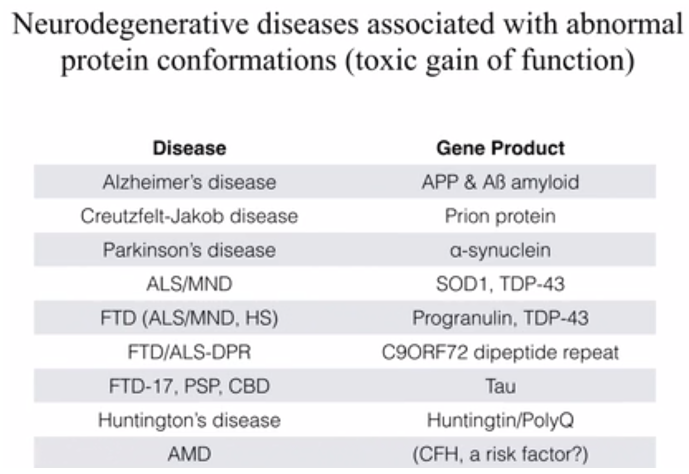 Neurodegenerative diseases associated with abnormal
protein conformations (toxic gain of function)
Disease Gene Product
Alzheimer's disease APP & Aß amyloid
Creutzfelt-Jakob disease Prion protein
Parkinson's disease α-synuclein
ALS/MND SOD1, TDP-43
FTD (ALS/MND, HS) Progranulin, TDP-43
FTD/ALS-DPR C9ORF72 dipeptide repeat
FTD-17, PSP, CBD Tau
Huntington's disease Huntingtin/PolyQ
AMD (CFH, a risk factor?)